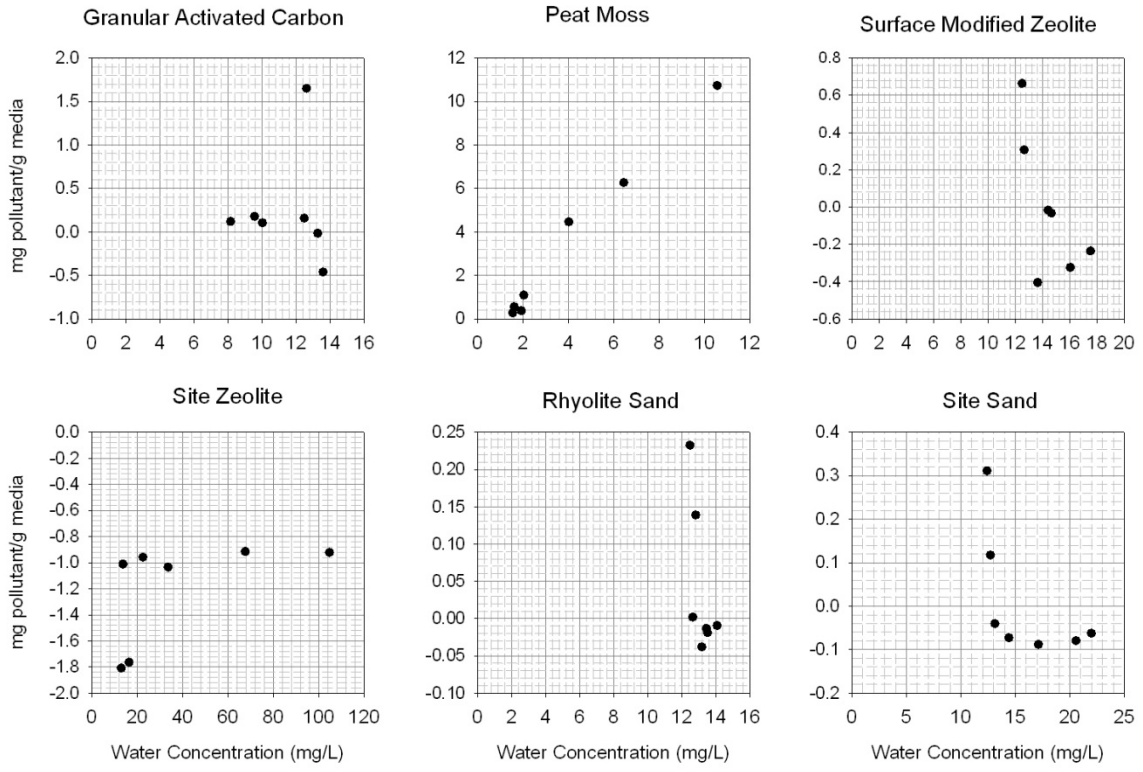 Granular Activated Carbon
Peat Moss
Surface Modified Zeolite
mg pollutant/g media
2.0
1.5
1.0
0.5
0.0
-0.5
-1.0
0 2 4 6 8 10 12 14 16
12
10
8
6
4
2
0
0 2 4 6 8 10 12
0.8
0.6
0.4
0.2
0.0
-0.2
-0.4
-0.6
0 2 4 6 8 10 12 14 16 18 20
Site Zeolite
Rhyolite Sand
Site Sand
mg pollutant/g media
0.0
-0.2
-0.4
-0.6
-0.8
-1.0
-1.2
-1.4
-1.6
-1.8
-2.0
0 20 40 60 80 100 120
Water Concentration (mg/L)
0.25
0.20
0.15
0.10
0.05
0.00
-0.05
-0.10
0 2 4 6 8 10 12 14 16
Water Concentration (mg/L)
0.4
0.3
0.2
0.1
0.0
-0.1
-0.2
0 5 10 15 20 25
Water Concentration (mg/L)